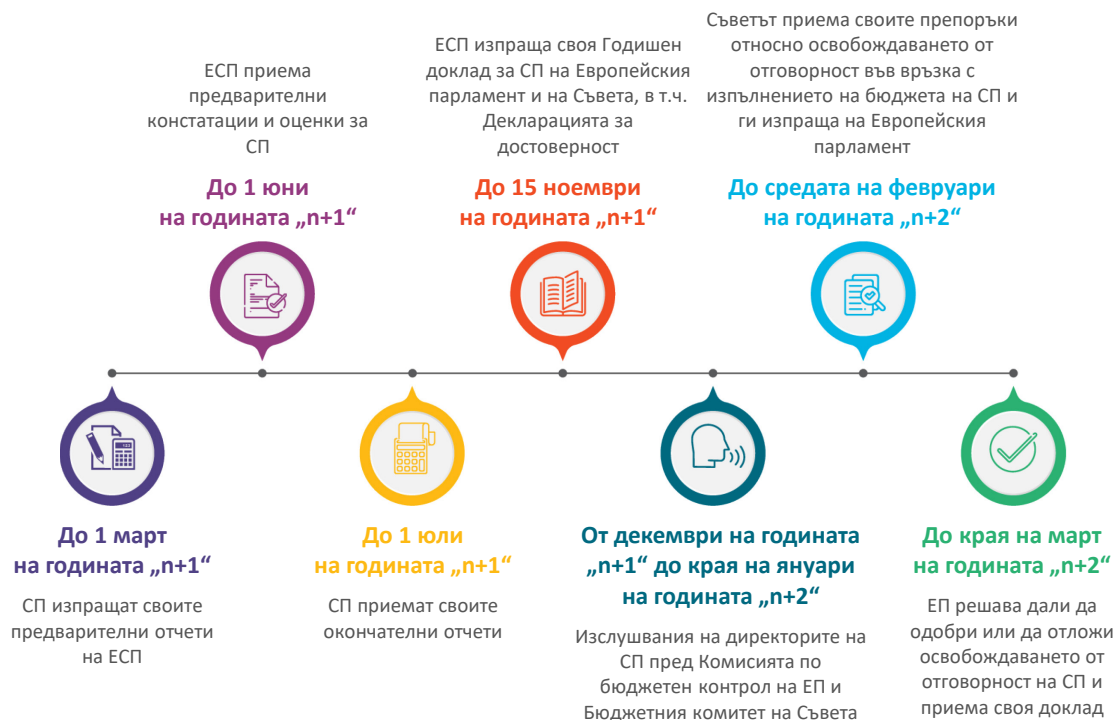 ЕСП приема
предварителни
констатации и оценки за
СП
До 1 юни
на годината „n+1“
ЕСП изпраща своя Годишен
доклад за СП на Европейския
парламент и на Съвета, в т.ч.
Декларацията за
достоверност
До 15 ноември
на годината „n+1“
Съветът приема своите препоръки
относно освобождаването от
отговорност във връзка с
изпълнението на бюджета на СП и
ги изпраща на Европейския
парламент
До средата на февруари
на годината „n+2“
До 1 март
на годината „n+1“
СП изпращат своите
предварителни отчети
на ЕСП
До 1 юли
на годината „n+1“
СП приемат своите
окончателни отчети
От декември на годината
„n+1“ до края на януари
на годината „n+2“
Изслушвания на директорите на
СП пред Комисията по
бюджетен контрол на ЕП и
Бюджетния комитет на Съвета
До края на март
на годината „n+2“
ЕП решава дали да
одобри или да отложи
освобождаването от
отговорност на СП и
приема своя доклад